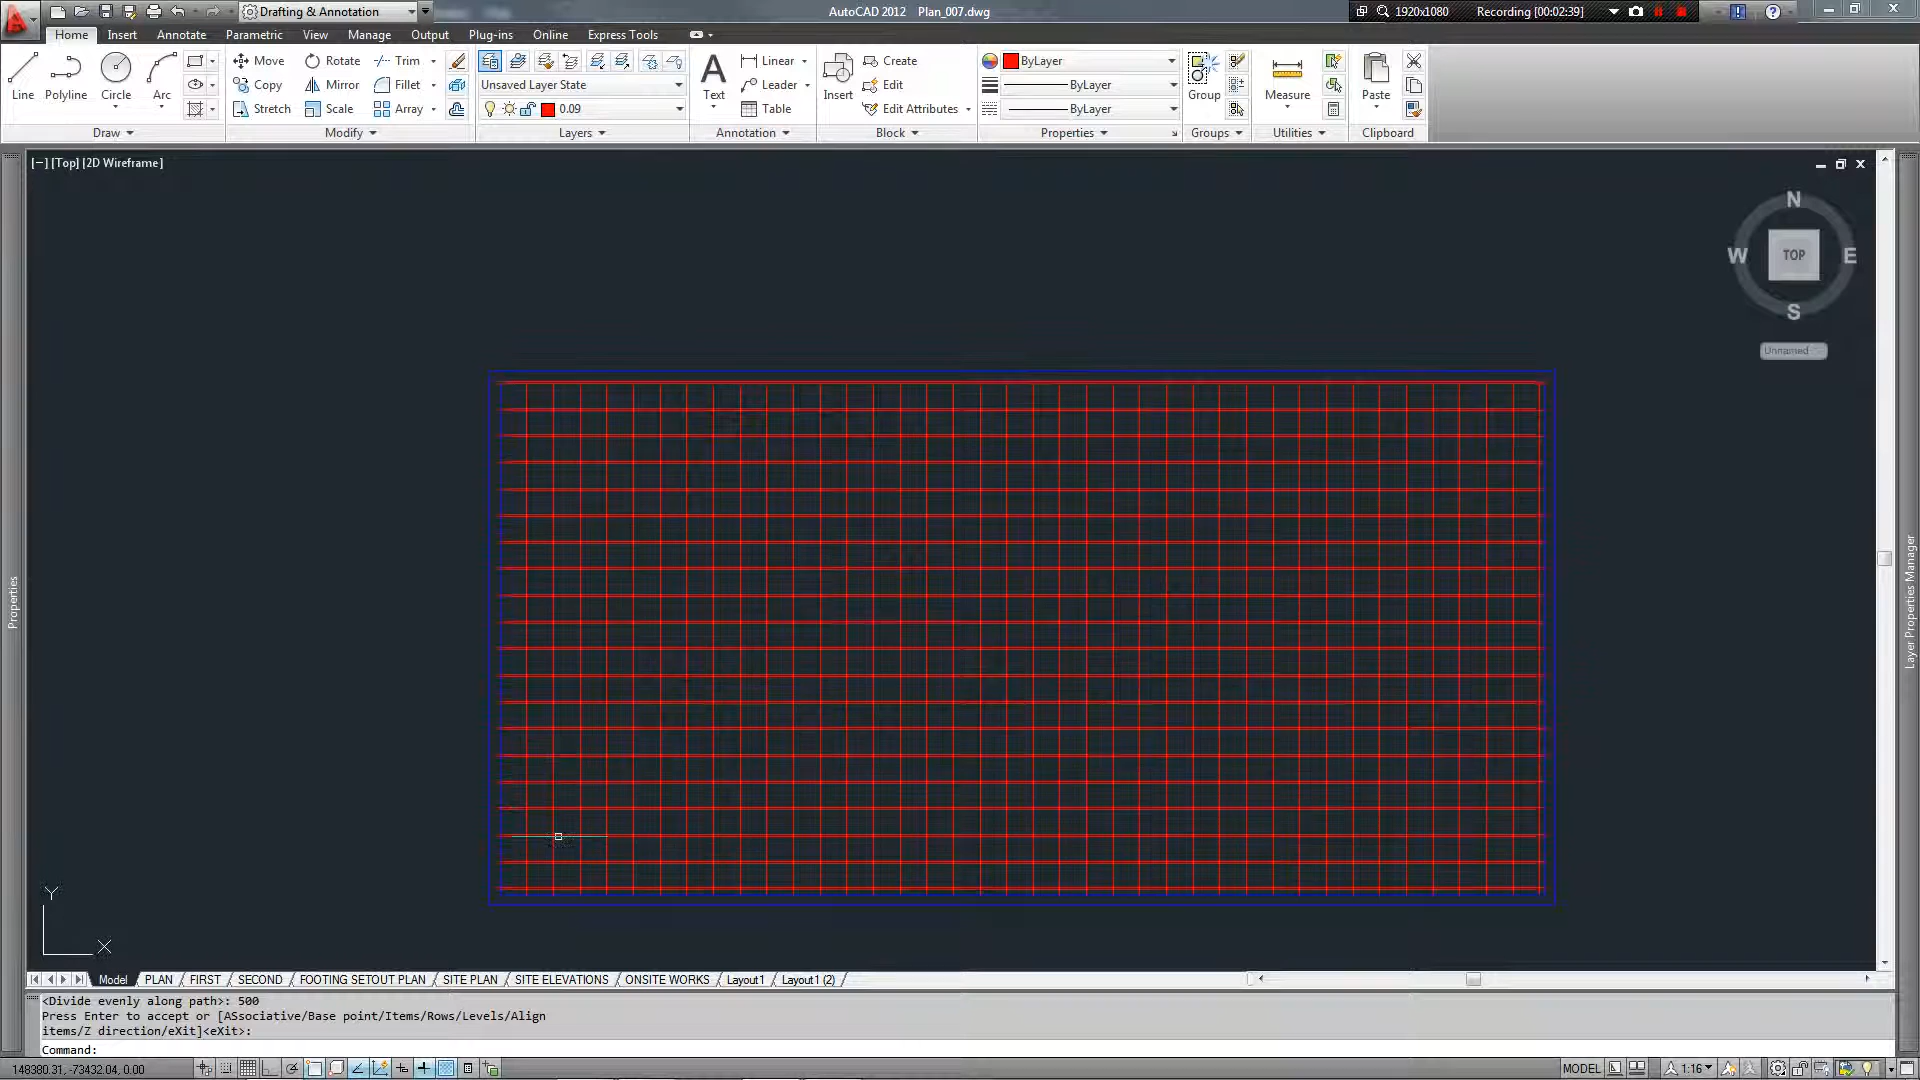 Drafting & Annotation
AutoCAD 2012 Plan_007.dwg
1920x1080 Recording [00:02:39]
Home Insert Annotate Parametric View Manage Output Plug-ins Online Express Tools
Line Polyline Circle Arc
Move Rotate Trim
Copy Mirror Fillet
Stretch Scale Array
Unsaved Layer State
0.09
Text
Linear
Leader
Table
Insert
Create
Edit
Edit Attributes
ByLayer
ByLayer
ByLayer
Group
Measure
Paste
Draw Modify Layers Annotation Block Properties Groups Utilities Clipboard
[−] [Top] [2D Wireframe]
N
W TOP E
S
Unnamed
Properties
Layer Properties Manager
Y
X
Model PLAN FIRST SECOND FOOTING SETOUT PLAN SITE PLAN SITE ELEVATIONS ONSITE WORKS Layout1 Layout1 (2)
<Divide evenly along path>: 500
Press Enter to accept or [ASsociative/Base point/Items/Rows/Levels/Align
items/Z direction/eXit]<eXit>:
Command:
148380.31, -73432.04, 0.00
MODEL 1:16